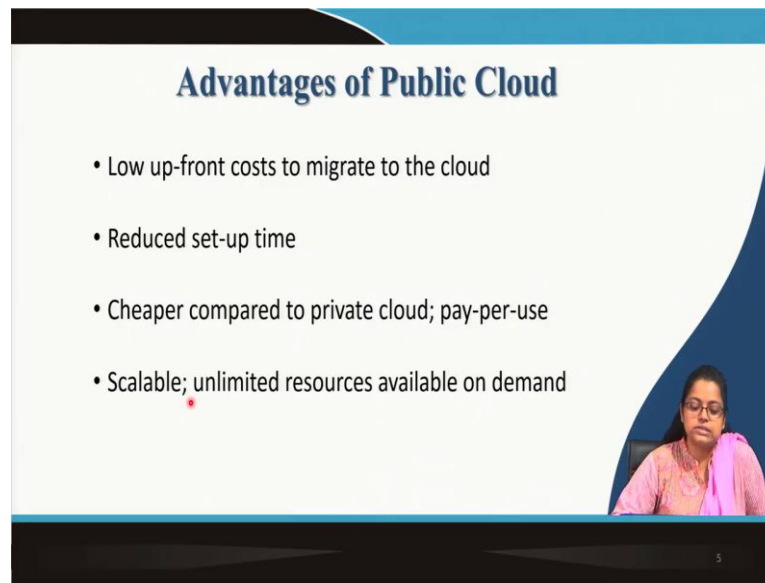 Advantages of Public Cloud
• Low up-front costs to migrate to the cloud
• Reduced set-up time
• Cheaper compared to private cloud; pay-per-use
• Scalable; unlimited resources available on demand
5